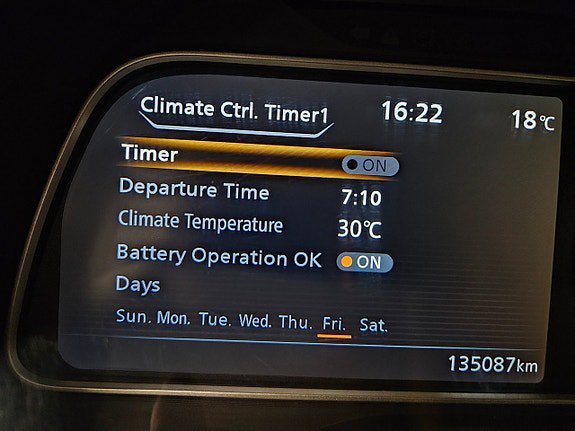 Climate Ctrl. Timer1 16:22 18°C
Timer ON
Departure Time 7:10
Climate Temperature 30°C
Battery Operation OK ON
Days
Sun. Mon. Tue. Wed. Thu. Fri. Sat.
135087km